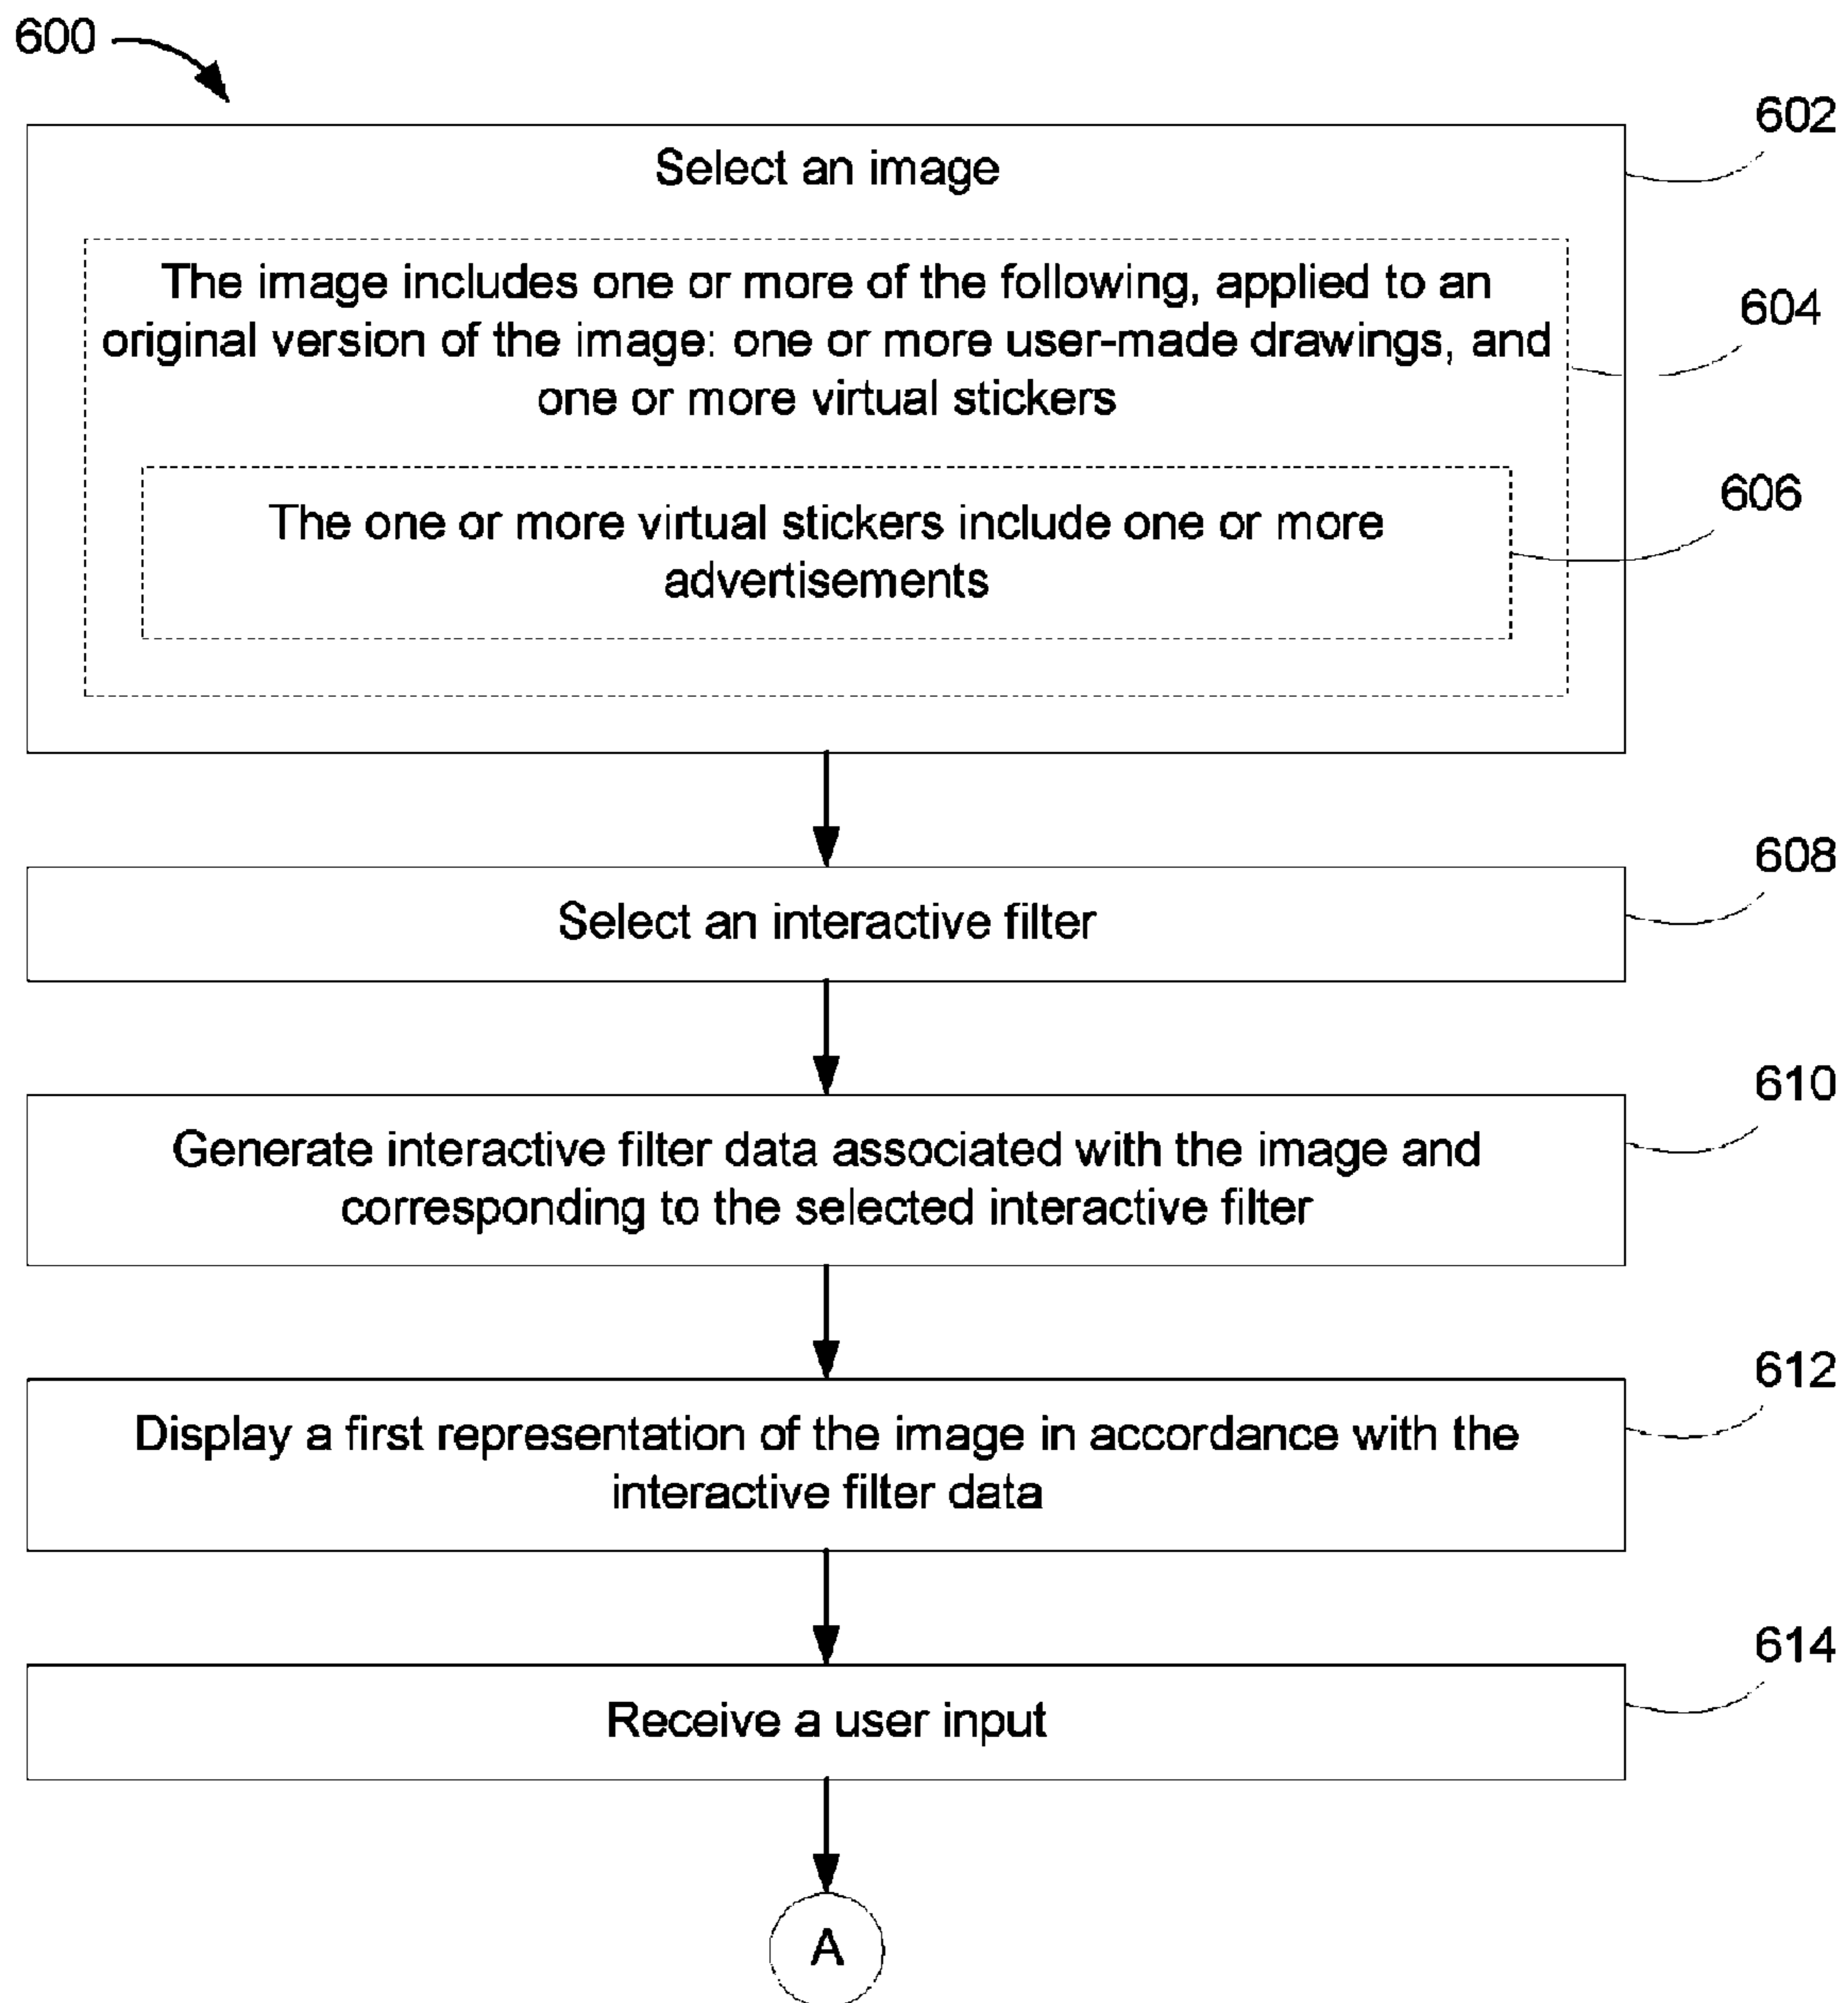 600
602
Select an image
The image includes one or more of the following, applied to an
original version of the image: one or more user-made drawings, and
one or more virtual stickers
604
The one or more virtual stickers include one or more
advertisements
606
608
Select an interactive filter
610
Generate interactive filter data associated with the image and
corresponding to the selected interactive filter
612
Display a first representation of the image in accordance with the
interactive filter data
614
Receive a user input
A